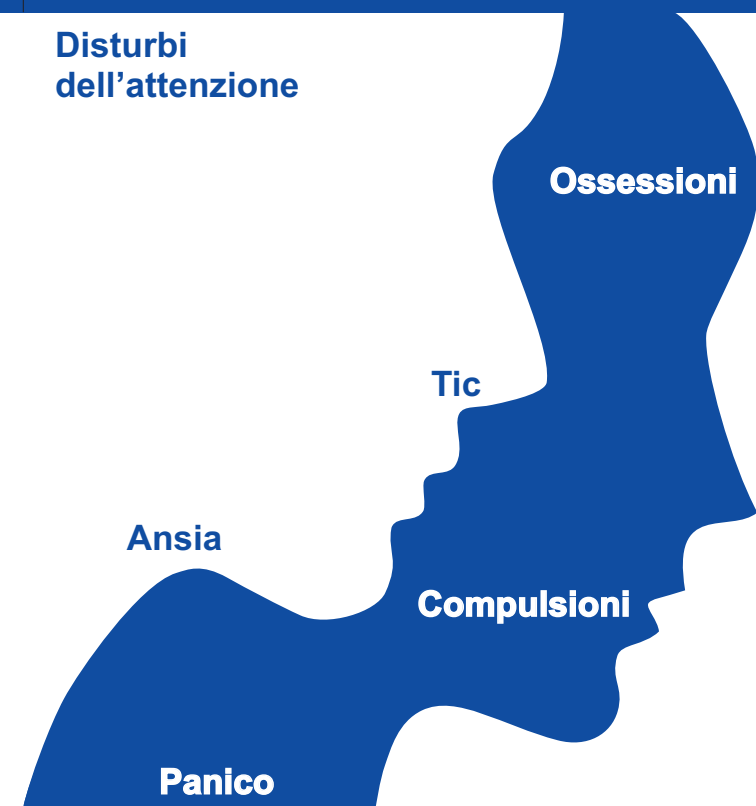 Disturbi
dell’attenzione
Ossessioni
Tic
Ansia
Compulsioni
Panico